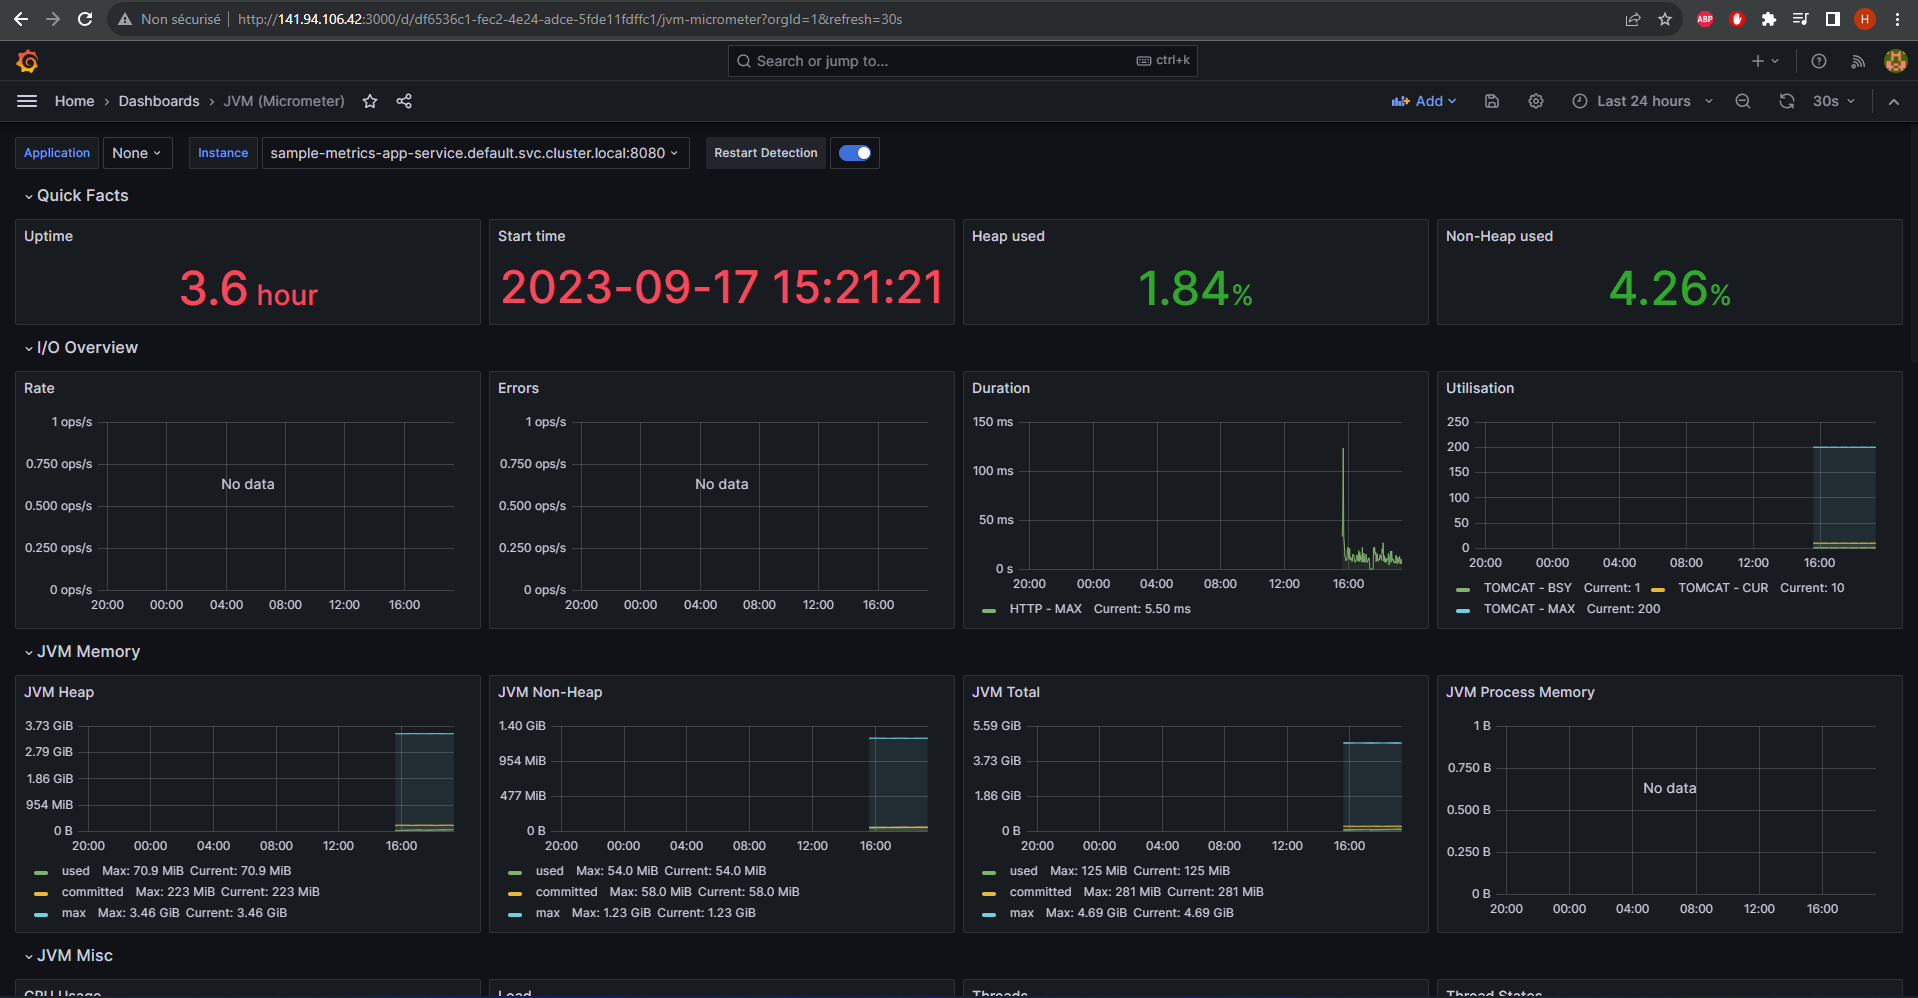 Non sécurisé http://141.94.106.42:3000/d/df6536c1-fec2-4e24-adce-5fde11fdffc1/jvm-micrometer?orgId=1&refresh=30s
ABP
H
Search or jump to...
ctrl+k
Home › Dashboards › JVM (Micrometer)
Add
Last 24 hours
30s
Application None
Instance sample-metrics-app-service.default.svc.cluster.local:8080
Restart Detection
Quick Facts
Uptime
3.6 hour
Start time
2023-09-17 15:21:21
Heap used
1.84%
Non-Heap used
4.26%
I/O Overview
Rate
1 ops/s
0.750 ops/s
0.500 ops/s
0.250 ops/s
0 ops/s
No data
20:00 00:00 04:00 08:00 12:00 16:00
Errors
1 ops/s
0.750 ops/s
0.500 ops/s
0.250 ops/s
0 ops/s
No data
20:00 00:00 04:00 08:00 12:00 16:00
Duration
150 ms
100 ms
50 ms
0 s
20:00 00:00 04:00 08:00 12:00 16:00
HTTP - MAX Current: 5.50 ms
Utilisation
250
200
150
100
50
0
20:00 00:00 04:00 08:00 12:00 16:00
TOMCAT - BSY Current: 1 TOMCAT - CUR Current: 10
TOMCAT - MAX Current: 200
JVM Memory
JVM Heap
3.73 GiB
2.79 GiB
1.86 GiB
954 MiB
0 B
20:00 00:00 04:00 08:00 12:00 16:00
used Max: 70.9 MiB Current: 70.9 MiB
committed Max: 223 MiB Current: 223 MiB
max Max: 3.46 GiB Current: 3.46 GiB
JVM Non-Heap
1.40 GiB
954 MiB
477 MiB
0 B
20:00 00:00 04:00 08:00 12:00 16:00
used Max: 54.0 MiB Current: 54.0 MiB
committed Max: 58.0 MiB Current: 58.0 MiB
max Max: 1.23 GiB Current: 1.23 GiB
JVM Total
5.59 GiB
3.73 GiB
1.86 GiB
0 B
20:00 00:00 04:00 08:00 12:00 16:00
used Max: 125 MiB Current: 125 MiB
committed Max: 281 MiB Current: 281 MiB
max Max: 4.69 GiB Current: 4.69 GiB
JVM Process Memory
1 B
0.750 B
0.500 B
0.250 B
0 B
No data
20:00 00:00 04:00 08:00 12:00 16:00
JVM Misc
CPU Usage
Load
Threads
Thread States